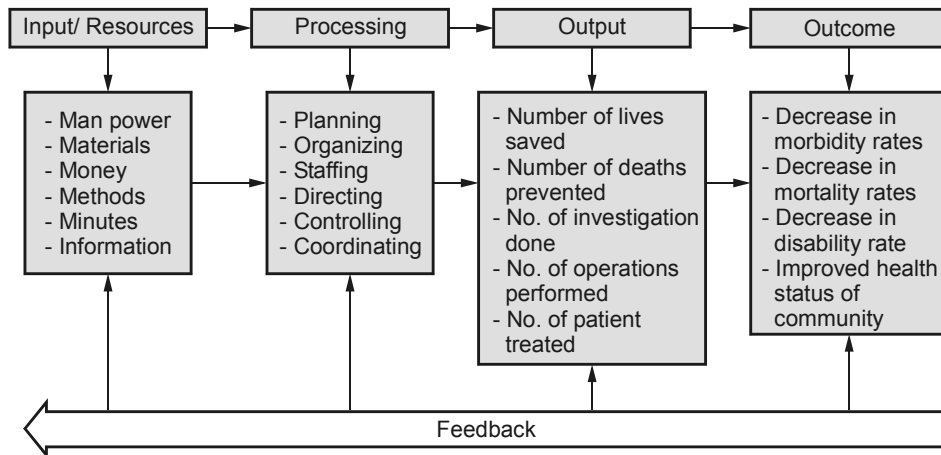 Input/ Resources
Processing
Output
Outcome
- Man power
- Materials
- Money
- Methods
- Minutes
- Information
- Planning
- Organizing
- Staffing
- Directing
- Controlling
- Coordinating
- Number of lives
saved
- Number of deaths
prevented
- No. of investigation
done
- No. of operations
performed
- No. of patient
treated
- Decrease in
morbidity rates
- Decrease in
mortality rates
- Decrease in
disability rate
- Improved health
status of
community
Feedback